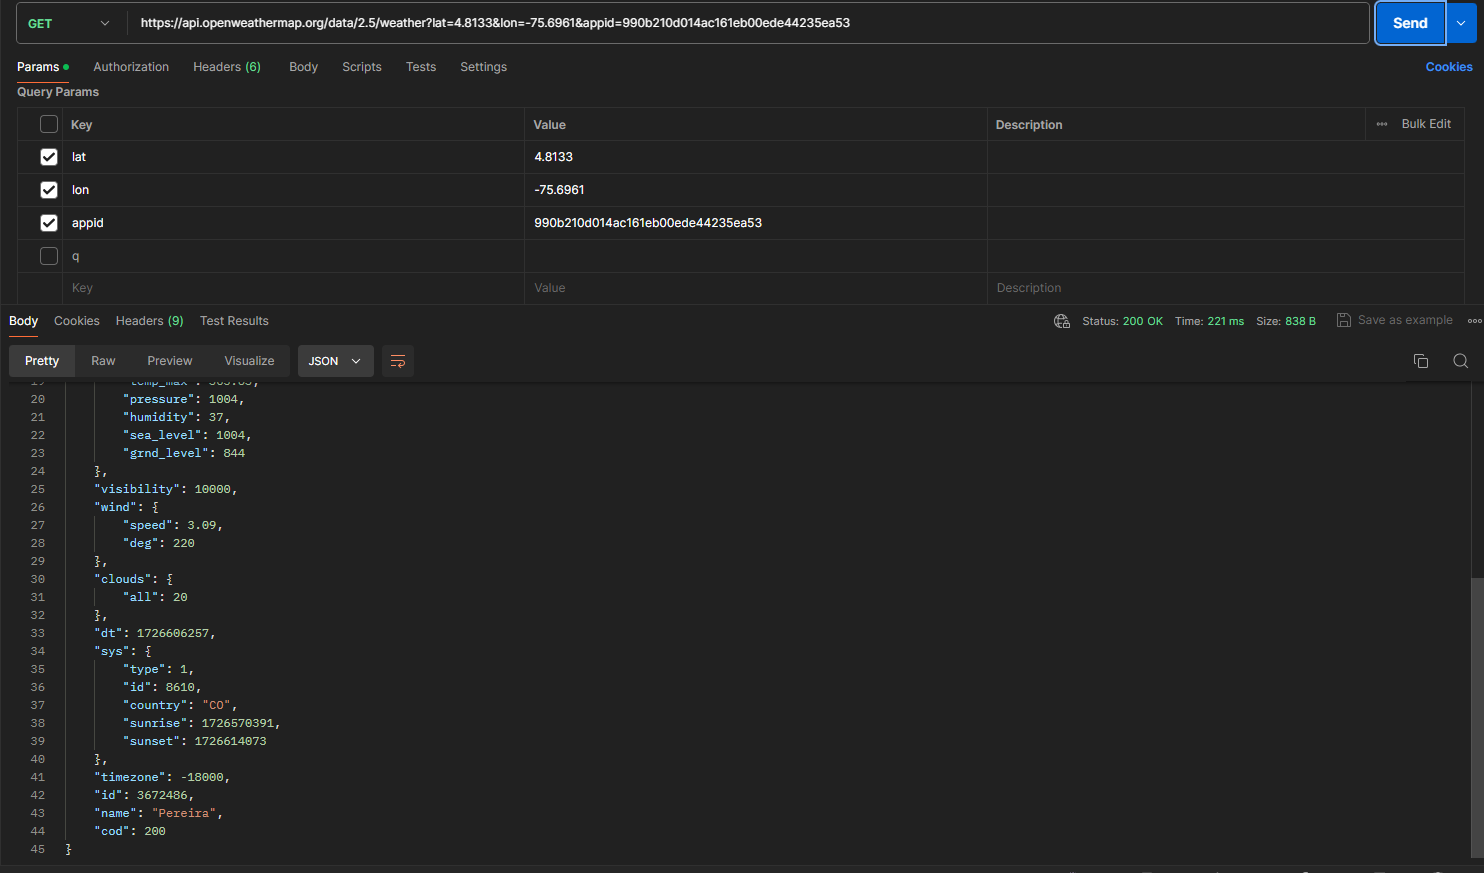 GET https://api.openweathermap.org/data/2.5/weather?lat=4.8133&lon=-75.6961&appid=990b210d014ac161eb00ede44235ea53 Send
Params Authorization Headers (6) Body Scripts Tests Settings Cookies
Query Params
Key Value Description Bulk Edit
lat 4.8133
lon -75.6961
appid 990b210d014ac161eb00ede44235ea53
q
Key Value Description
Body Cookies Headers (9) Test Results Status: 200 OK Time: 221 ms Size: 838 B Save as example
Pretty Raw Preview Visualize JSON
20 "pressure": 1004,
21 "humidity": 37,
22 "sea_level": 1004,
23 "grnd_level": 844
24 },
25 "visibility": 10000,
26 "wind": {
27 "speed": 3.09,
28 "deg": 220
29 },
30 "clouds": {
31 "all": 20
32 },
33 "dt": 1726606257,
34 "sys": {
35 "type": 1,
36 "id": 8610,
37 "country": "CO",
38 "sunrise": 1726570391,
39 "sunset": 1726614073
40 },
41 "timezone": -18000,
42 "id": 3672486,
43 "name": "Pereira",
44 "cod": 200
45 }